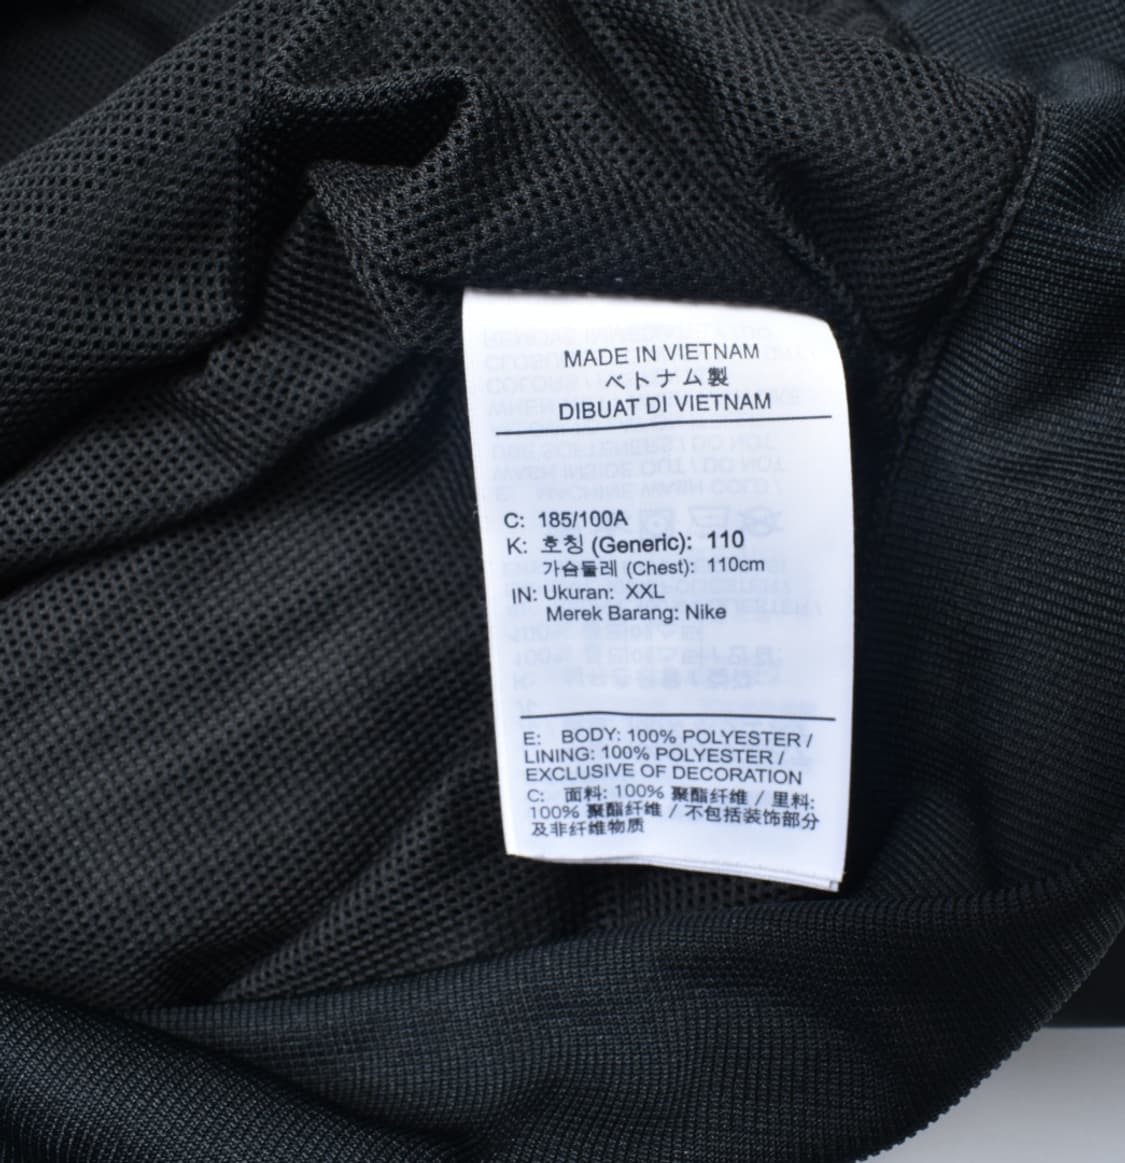 MADE IN VIETNAM
ベトナム製
DIBUAT DI VIETNAM
C: 185/100A
K: 호칭 (Generic): 110
가슴둘레 (Chest): 110cm
IN: Ukuran: XXL
Merek Barang: Nike
E: BODY: 100% POLYESTER /
LINING: 100% POLYESTER /
EXCLUSIVE OF DECORATION
C: 面料: 100% 聚酯纤维 / 里料:
100% 聚酯纤维 / 不包括装饰部分
及非纤维物质